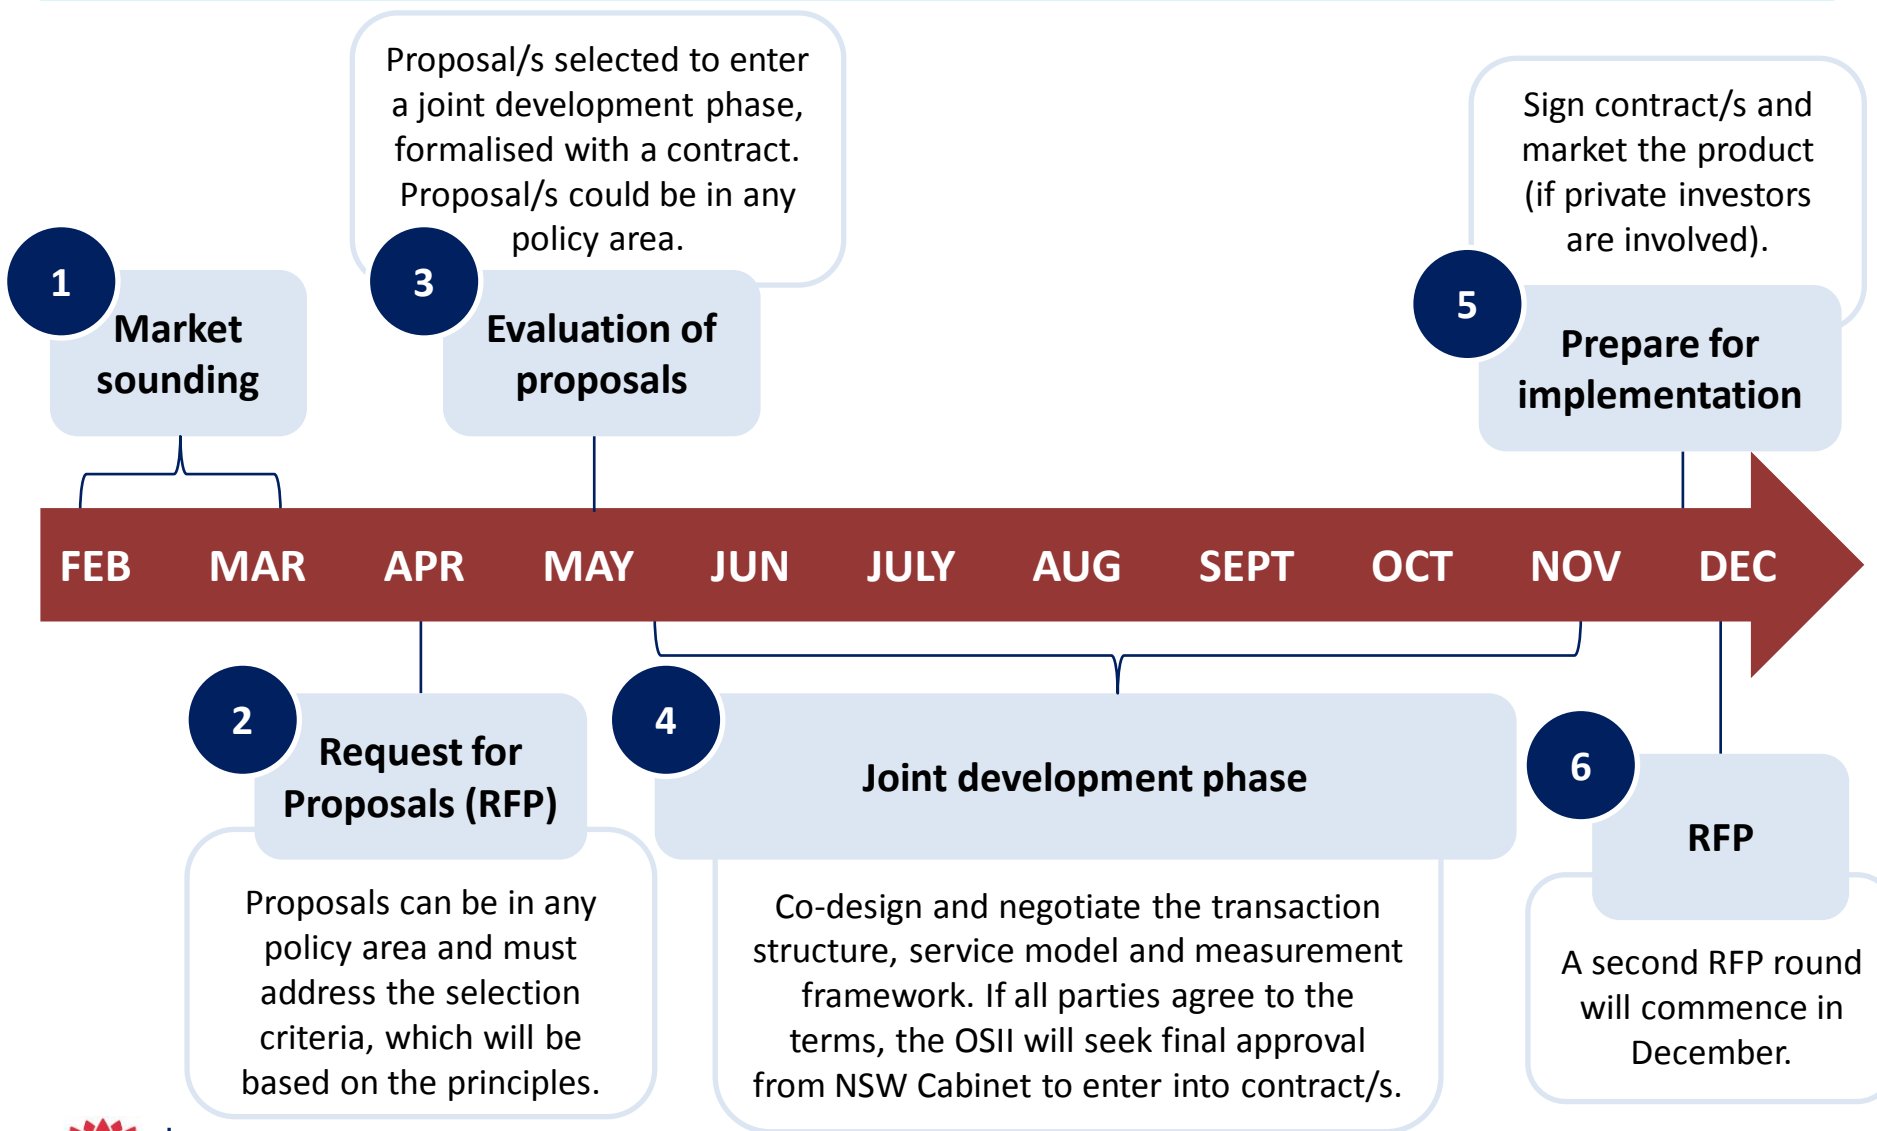 1
Market
sounding
Proposal/s selected to enter
a joint development phase,
formalised with a contract.
Proposal/s could be in any
policy area.
3
Evaluation of
proposals
Sign contract/s and
market the product
(if private investors
are involved).
5
Prepare for
implementation
FEB MAR APR MAY JUN JULY AUG SEPT OCT NOV DEC
2
Request for
Proposals (RFP)
Proposals can be in any
policy area and must
address the selection
criteria, which will be
based on the principles.
4
Joint development phase
Co-design and negotiate the transaction
structure, service model and measurement
framework. If all parties agree to the
terms, the OSII will seek final approval
from NSW Cabinet to enter into contract/s.
6
RFP
A second RFP round
will commence in
December.